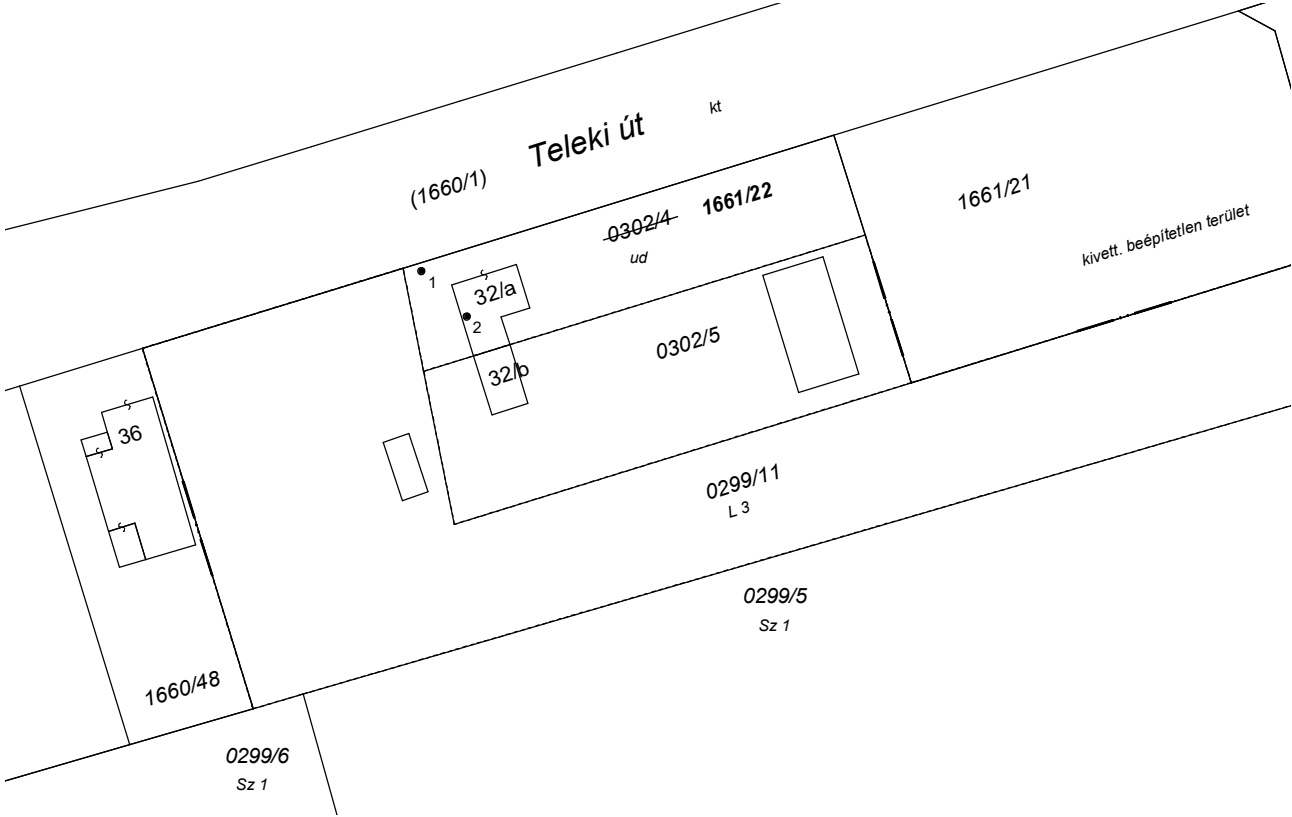 kt
Teleki út
(1660/1)
1661/22
0302/4
ud
1661/21
kivett. beépítetlen terület
1
32/a
2
0302/5
32/b
36
0299/11
L 3
0299/5
Sz 1
1660/48
0299/6
Sz 1